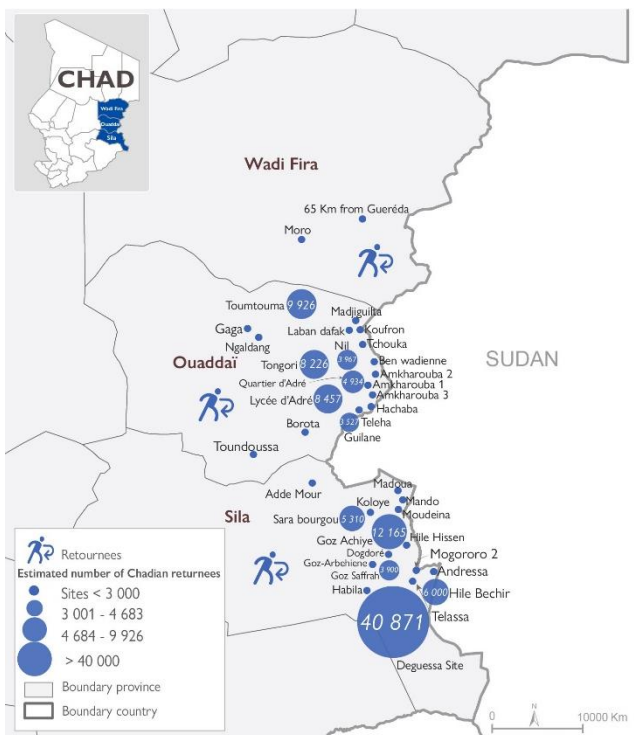 CHAD
Wadi Fira
Ouaddaï
Sila
Wadi Fira
65 Km from Gueréda
Moro
Toumtouma
9 926
Madjiguilta
Gaga
Laban dafak
Koufron
Ngaldang
Tchouka
Nil
3 967
Ouaddaï
Tongori
8 226
Ben wadienne
SUDAN
Amkharouba 2
Quartier d'Adré
4 934
Amkharouba 1
Lycée d'Adré
8 457
Amkharouba 3
Hachaba
Borota
3 527
Teleha
Guilane
Toundoussa
Adde Mour
Madoua
Sila
Koloye
Mando
Sara bourgou
5 310
Moudeina
12 165
Goz Achiye
Hile Hissen
Dogdoré
Mogororo 2
Goz-Arbehione
3 900
Andressa
Goz Saffrah
Habila
6 000
Hile Bechir
40 871
Telassa
Deguessa Site
Retournees
Estimated number of Chadian returnees
Sites < 3 000
3 001 - 4 683
4 684 - 9 926
> 40 000
Boundary province
Boundary country
N
0
10000 Km